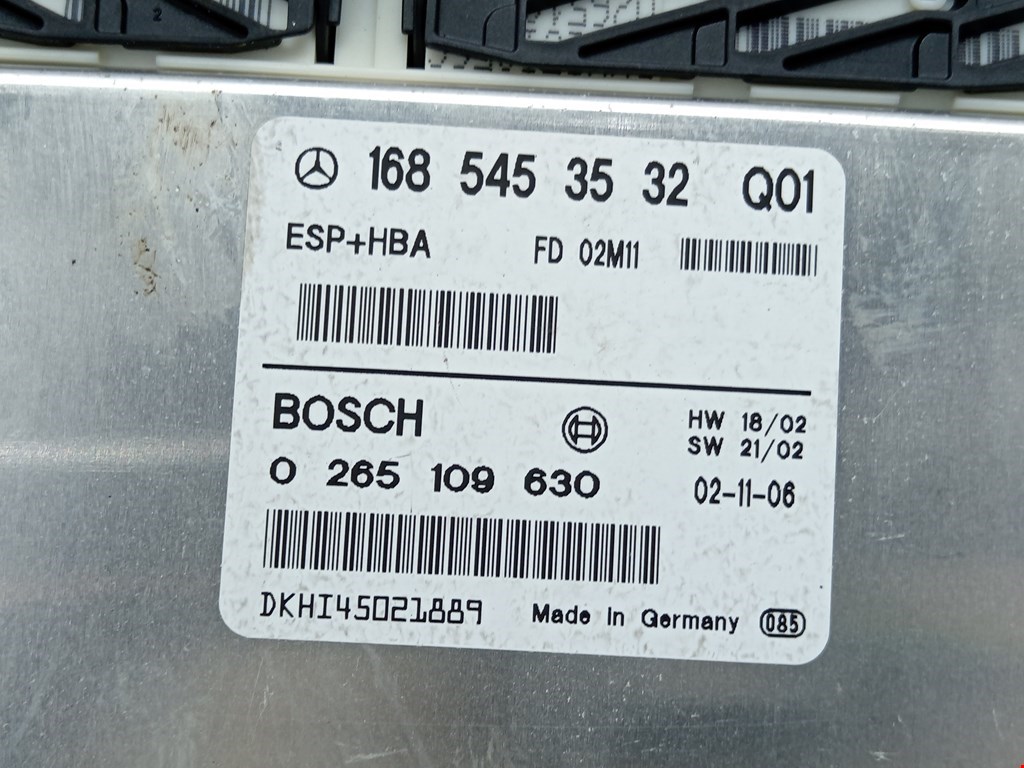 168 545 35 32 Q01
ESP+HBA FD 02M11
BOSCH
HW 18/02
SW 21/02
0 265 109 630
02-11-06
DKHI45021889 Made In Germany 085
2